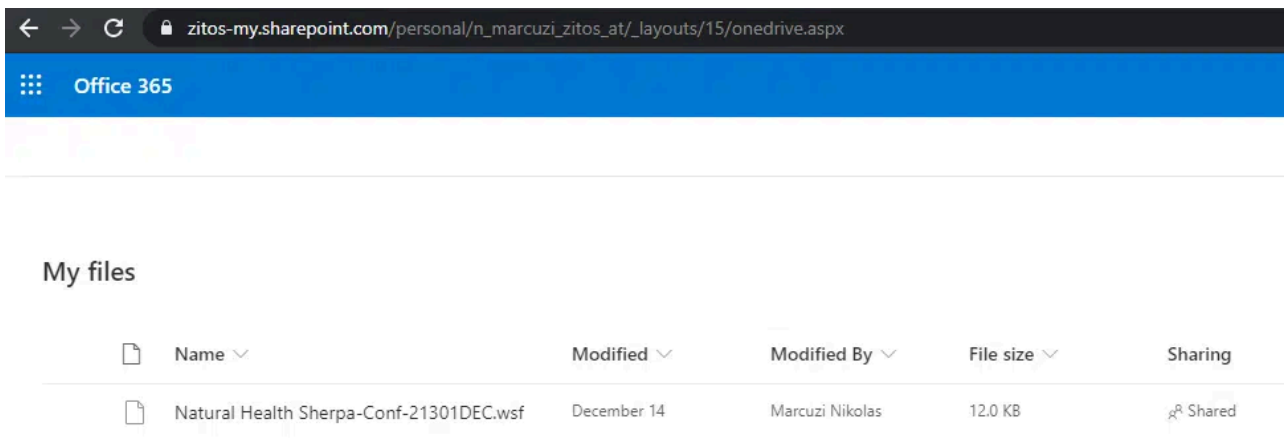 zitos-my.sharepoint.com/personal/n_marcuzi_zitos_at/_layouts/15/onedrive.aspx
Office 365
My files
Name Modified Modified By File size Sharing
Natural Health Sherpa-Conf-21301DEC.wsf December 14 Marcuzi Nikolas 12.0 KB Shared